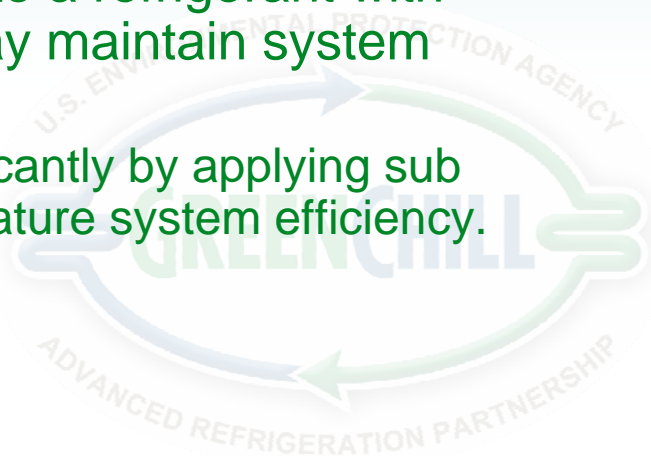 s a refrigerant with
ay maintain system
cantly by applying sub
ature system efficiency.
U.S. ENVIRONMENTAL PROTECTION AGENCY
GREENCHILL
ADVANCED REFRIGERATION PARTNERSHIP